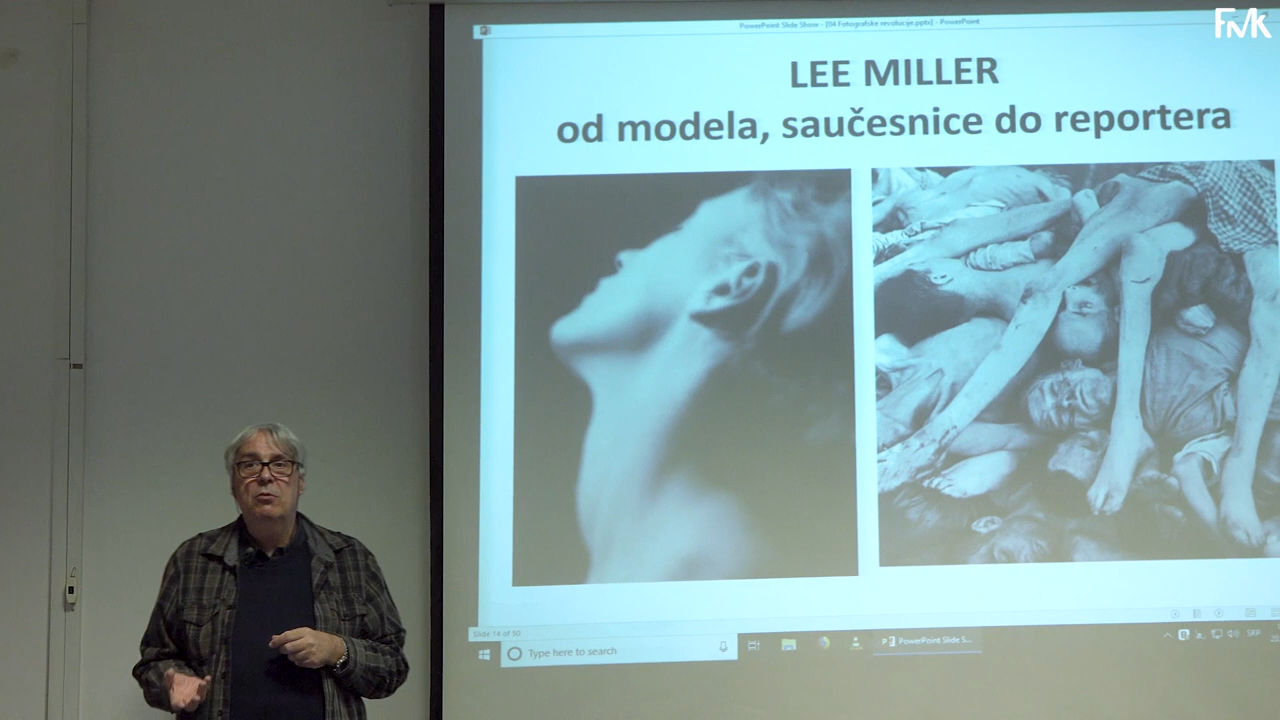 PowerPoint Slide Show - [04 Fotografske revolucije.pptx] - PowerPoint
FMK
LEE MILLER
od modela, saučesnice do reportera
Slide 14 of 50
Type here to search
PowerPoint Slide S...
SRP